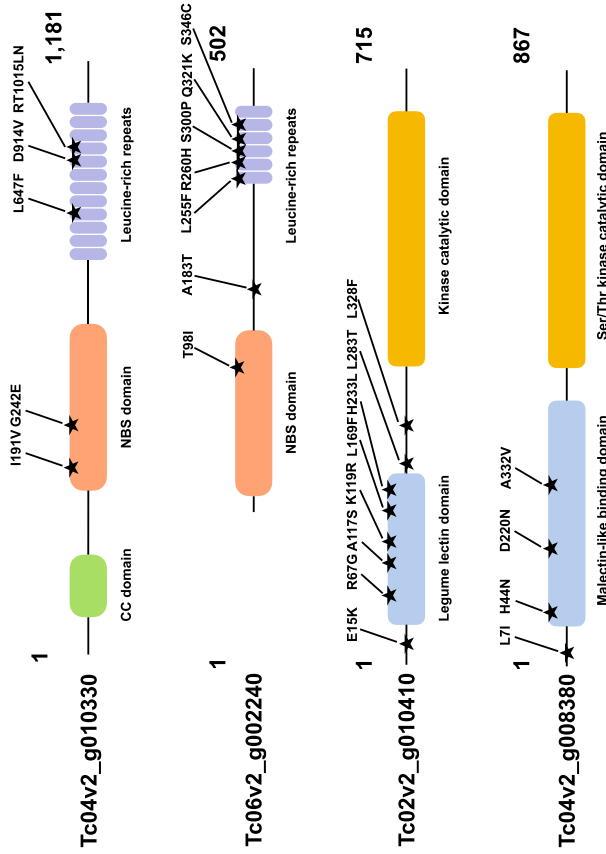 Tc04v2_g010330
1
1,181
I191V G242E
L647F D914V RT1015LN
CC domain
NBS domain
Leucine-rich repeats
Tc06v2_g002240
1
502
T98I
A183T
L255F R260H S300P Q321K S346C
NBS domain
Leucine-rich repeats
Tc02v2_g010410
1
715
E15K R67G A117S K119R L169F H233L L283T L328F
Legume lectin domain
Kinase catalytic domain
Tc04v2_g008380
1
867
L7I H44N D220N A332V
Malectin-like binding domain
Ser/Thr kinase catalytic domain